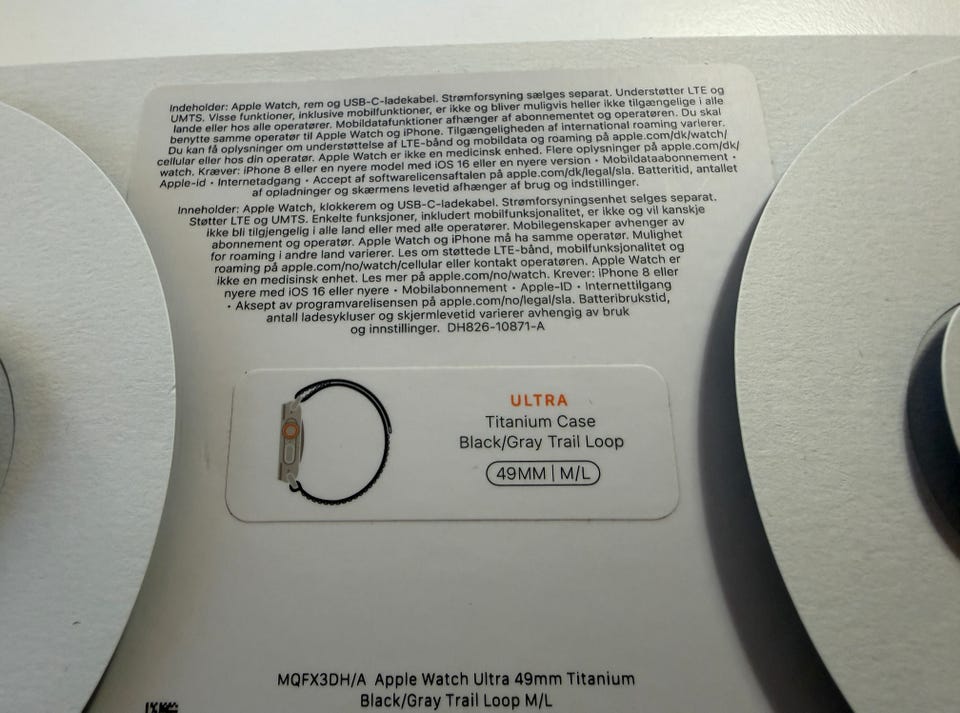 Indeholder: Apple Watch, rem og USB-C-ladekabel. Strømforsyning sælges separat. Understøtter LTE og
UMTS. Visse funktioner, inklusive mobilfunktioner, er ikke og bliver muligvis heller ikke tilgængelige i alle
lande eller hos alle operatører. Mobildatafunktioner afhænger af abonnementet og operatøren. Du skal
benytte samme operatør til Apple Watch og iPhone. Tilgængeligheden af international roaming varierer.
Du kan få oplysninger om understøttelse af LTE-bånd og mobildata og roaming på apple.com/dk/watch/
cellular eller hos din operatør. Apple Watch er ikke en medicinsk enhed. Flere oplysninger på apple.com/dk/
watch. Kræver: iPhone 8 eller en nyere model med iOS 16 eller en nyere version • Mobildataabonnement •
Apple-id • Internetadgang • Accept af softwarelicensaftalen på apple.com/dk/legal/sla. Batteritid, antallet
af opladninger og skærmens levetid afhænger af brug og indstillinger.
Inneholder: Apple Watch, klokkerem og USB-C-ladekabel. Strømforsyningsenhet selges separat.
Støtter LTE og UMTS. Enkelte funksjoner, inkludert mobilfunksjonalitet, er ikke og vil kanskje
ikke bli tilgjengelig i alle land eller med alle operatører. Mobilegenskaper avhenger av
abonnement og operatør. Apple Watch og iPhone må ha samme operatør. Mulighet
for roaming i andre land varierer. Les om støttede LTE-bånd, mobilfunksjonalitet og
roaming på apple.com/no/watch/cellular eller kontakt operatøren. Apple Watch er
ikke en medisinsk enhet. Les mer på apple.com/no/watch. Krever: iPhone 8 eller
nyere med iOS 16 eller nyere • Mobilabonnement • Apple-ID • Internettilgang
• Aksept av programvarelisensen på apple.com/no/legal/sla. Batteribrukstid,
antall ladesykluser og skjermlevetid varierer avhengig av bruk
og innstillinger. DH826-10871-A
ULTRA
Titanium Case
Black/Gray Trail Loop
49MM | M/L
MQFX3DH/A Apple Watch Ultra 49mm Titanium
Black/Gray Trail Loop M/L